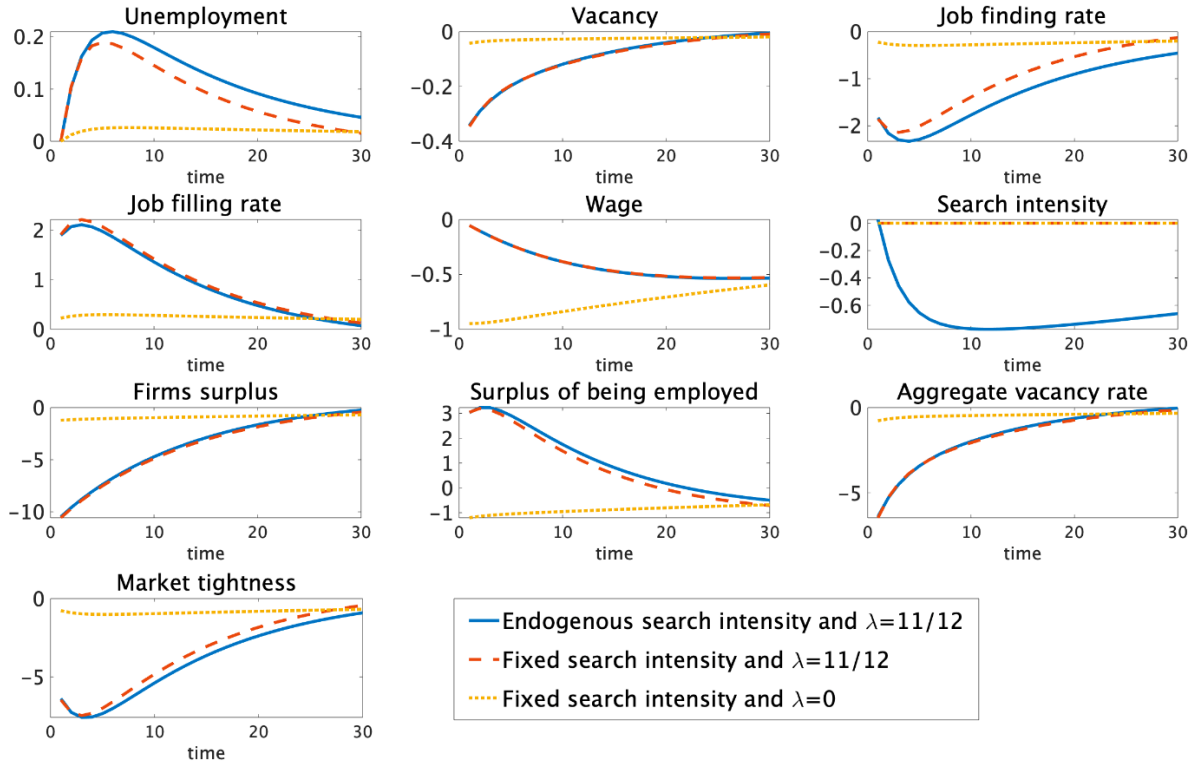 Unemployment
0.2
0.1
0
0 10 20 30
time
Vacancy
0
−0.2
−0.4
0 10 20 30
time
Job finding rate
0
−1
−2
0 10 20 30
time
Job filling rate
2
1
0
0 10 20 30
time
Wage
0
−0.5
−1
0 10 20 30
time
Search intensity
0
−0.2
−0.4
−0.6
0 10 20 30
time
Firms surplus
0
−5
−10
0 10 20 30
time
Surplus of being employed
3
2
1
0
−1
0 10 20 30
time
Aggregate vacancy rate
0
−5
0 10 20 30
time
Market tightness
0
−5
0 10 20 30
time
Endogenous search intensity and λ=11/12
Fixed search intensity and λ=11/12
Fixed search intensity and λ=0